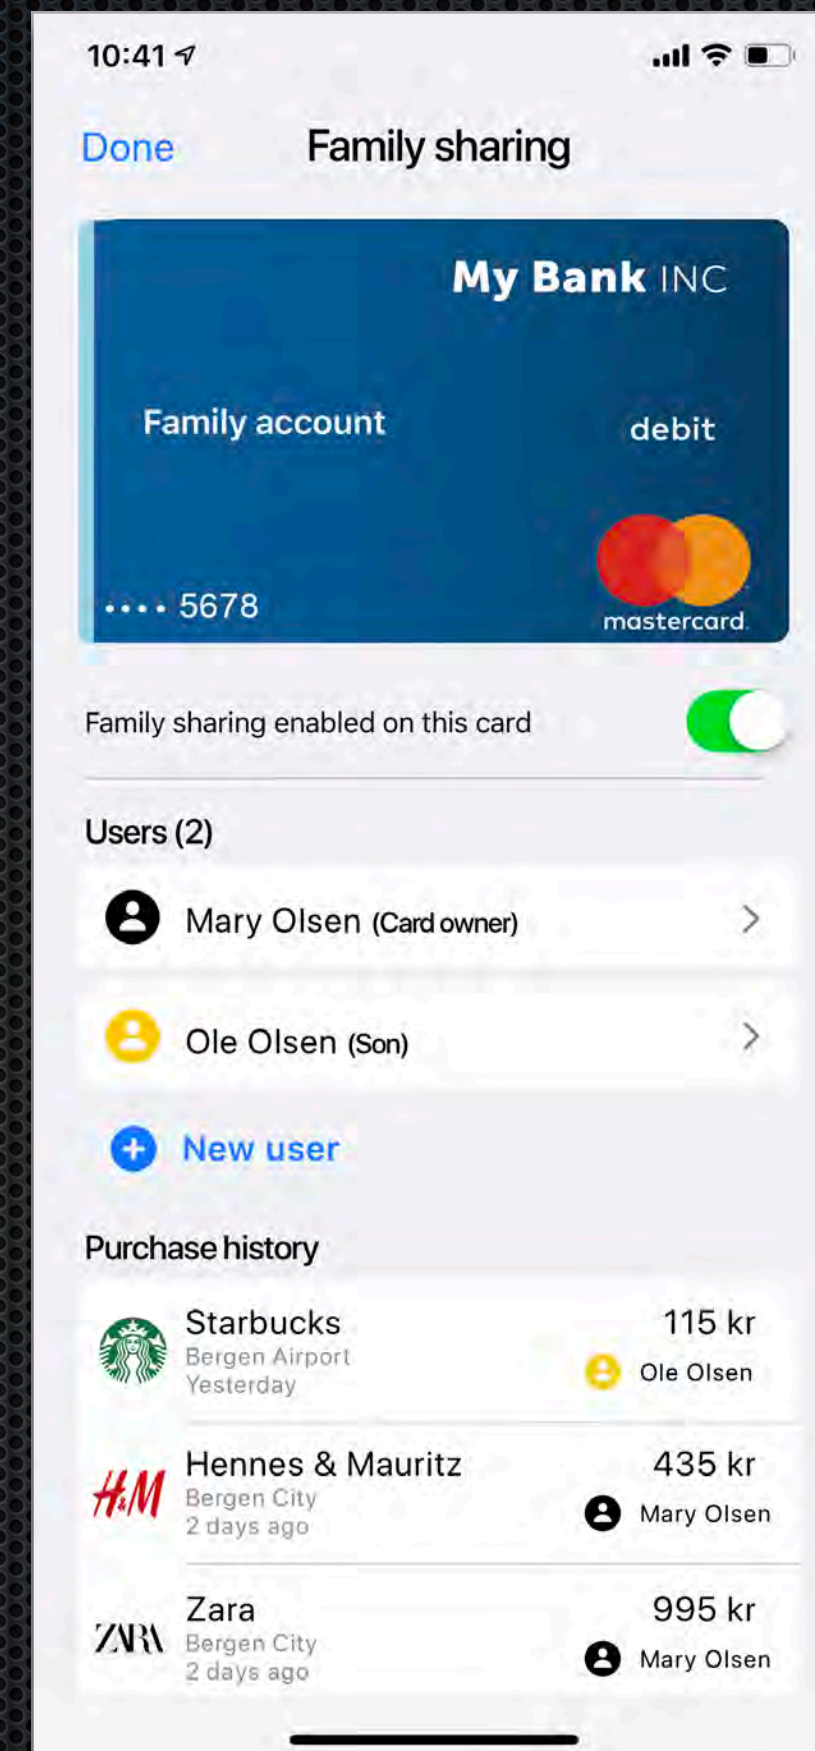 10:41
Done Family sharing
My Bank INC
Family account debit
•••• 5678
mastercard.
Family sharing enabled on this card
Users (2)
Mary Olsen (Card owner)
Ole Olsen (Son)
New user
Purchase history
Starbucks 115 kr
Bergen Airport Ole Olsen
Yesterday
Hennes & Mauritz 435 kr
H&M
Bergen City Mary Olsen
2 days ago
Zara 995 kr
ZARA
Bergen City Mary Olsen
2 days ago